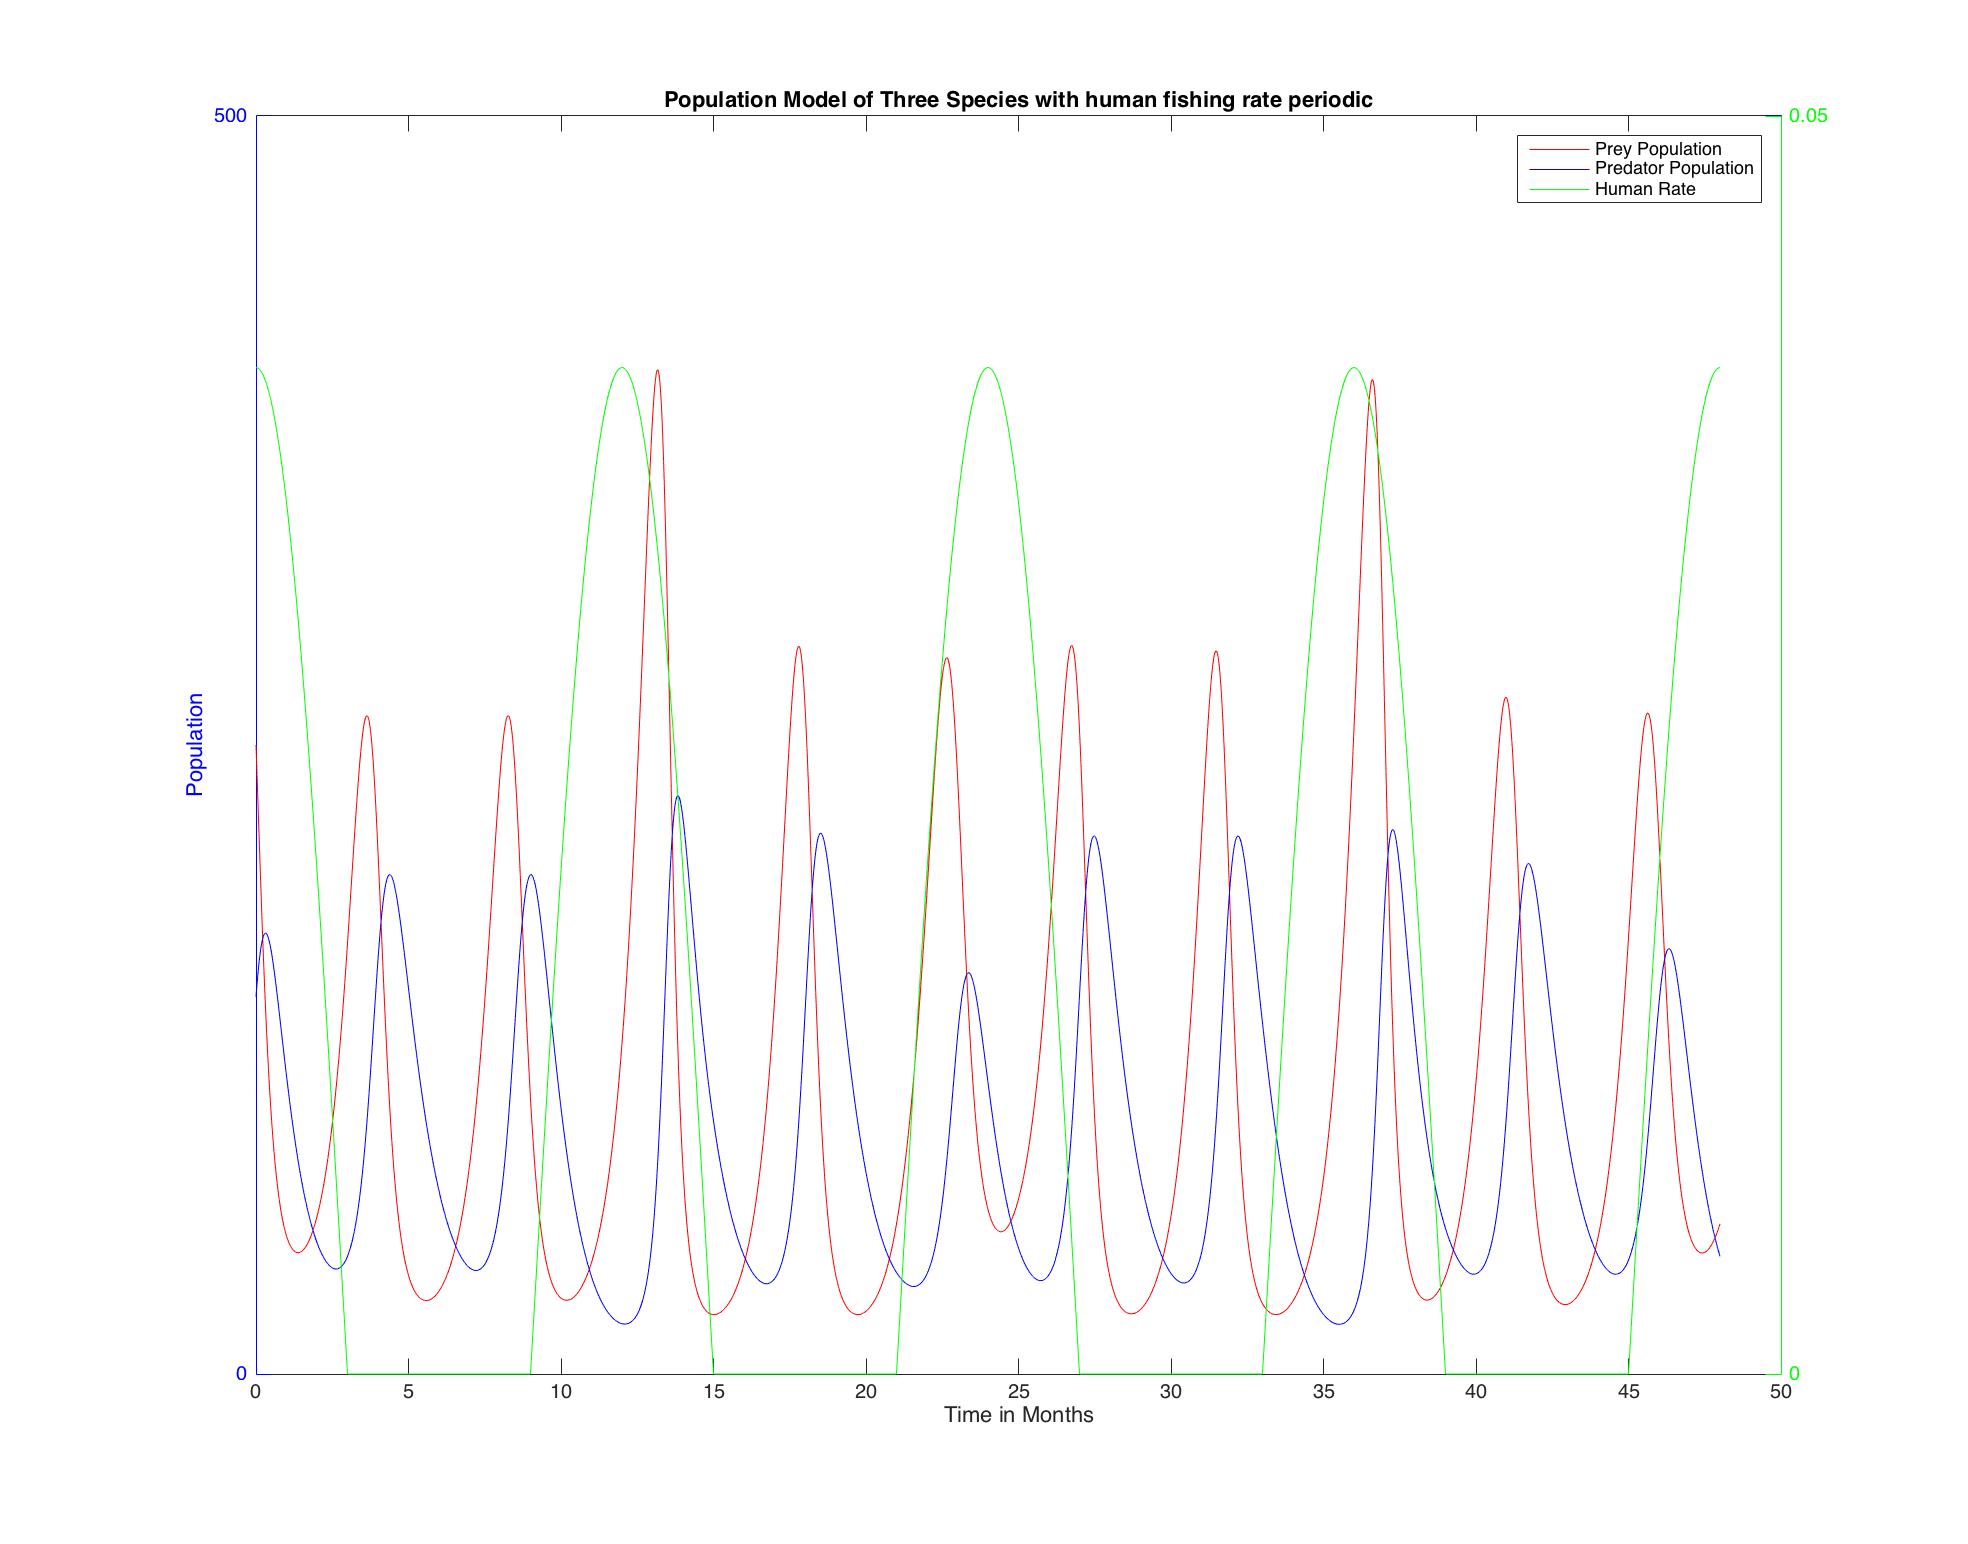 Population Model of Three Species with human fishing rate periodic
500
0.05
Prey Population
Predator Population
Human Rate
Population
0
0
0 5 10 15 20 25 30 35 40 45 50
Time in Months